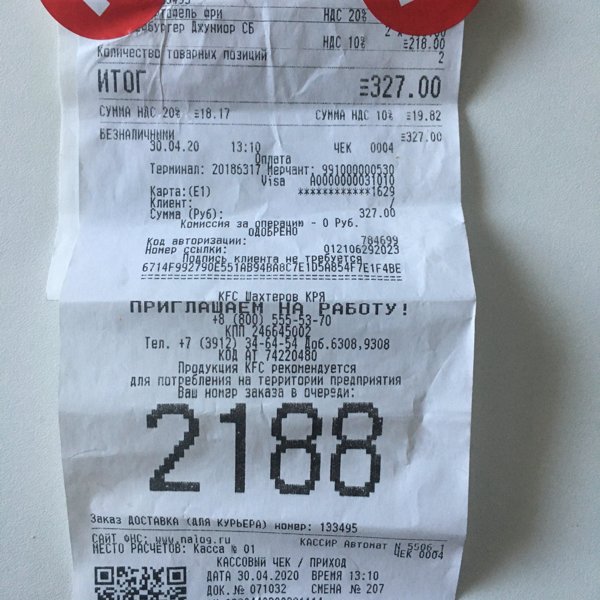 фель фри НДС 20%
бургер Джуниор СБ 2
НДС 10% ≡218.00
Количество товарных позиций 2
ИТОГ ≡327.00
СУММА НДС 20% ≡18.17 СУММА НДС 10% ≡19.82
БЕЗНАЛИЧНЫМИ ≡327.00
30.04.20 13:10 ЧЕК 0004
Оплата
Терминал: 20186317 Мерчант: 991000000530
Visa A0000000031010
Карта:(E1) ************1629
Клиент: /
Сумма (Руб): 327.00
Комиссия за операцию - 0 Руб.
ОДОБРЕНО
Код авторизации: 784699
Номер ссылки: 012106292023
Подпись клиента не требуется
6714F992790E551AB94BA8C7E1D5A854F7E1F4BE
KFC Шахтеров КРЯ
ПРИГЛАШАЕМ НА РАБОТУ!
+8 (800) 555-53-70
КПП 246645002
Тел. +7 (3912) 34-64-54 Доб.6308,9308
КОД АТ 74220480
Продукция KFC рекомендуется
для потребления на территории предприятия
Ваш номер заказа в очереди:
2188
Заказ ДОСТАВКА (ДЛЯ КУРЬЕРА) номер: 133495
САЙТ ФНС: www.nalog.ru КАССИР Автомат N 5506 1
МЕСТО РАСЧЕТОВ: Касса № 01 ЧЕК 0004
КАССОВЫЙ ЧЕК / ПРИХОД
ДАТА 30.04.2020 ВРЕМЯ 13:10
ДОК.№ 071032 СМЕНА № 207